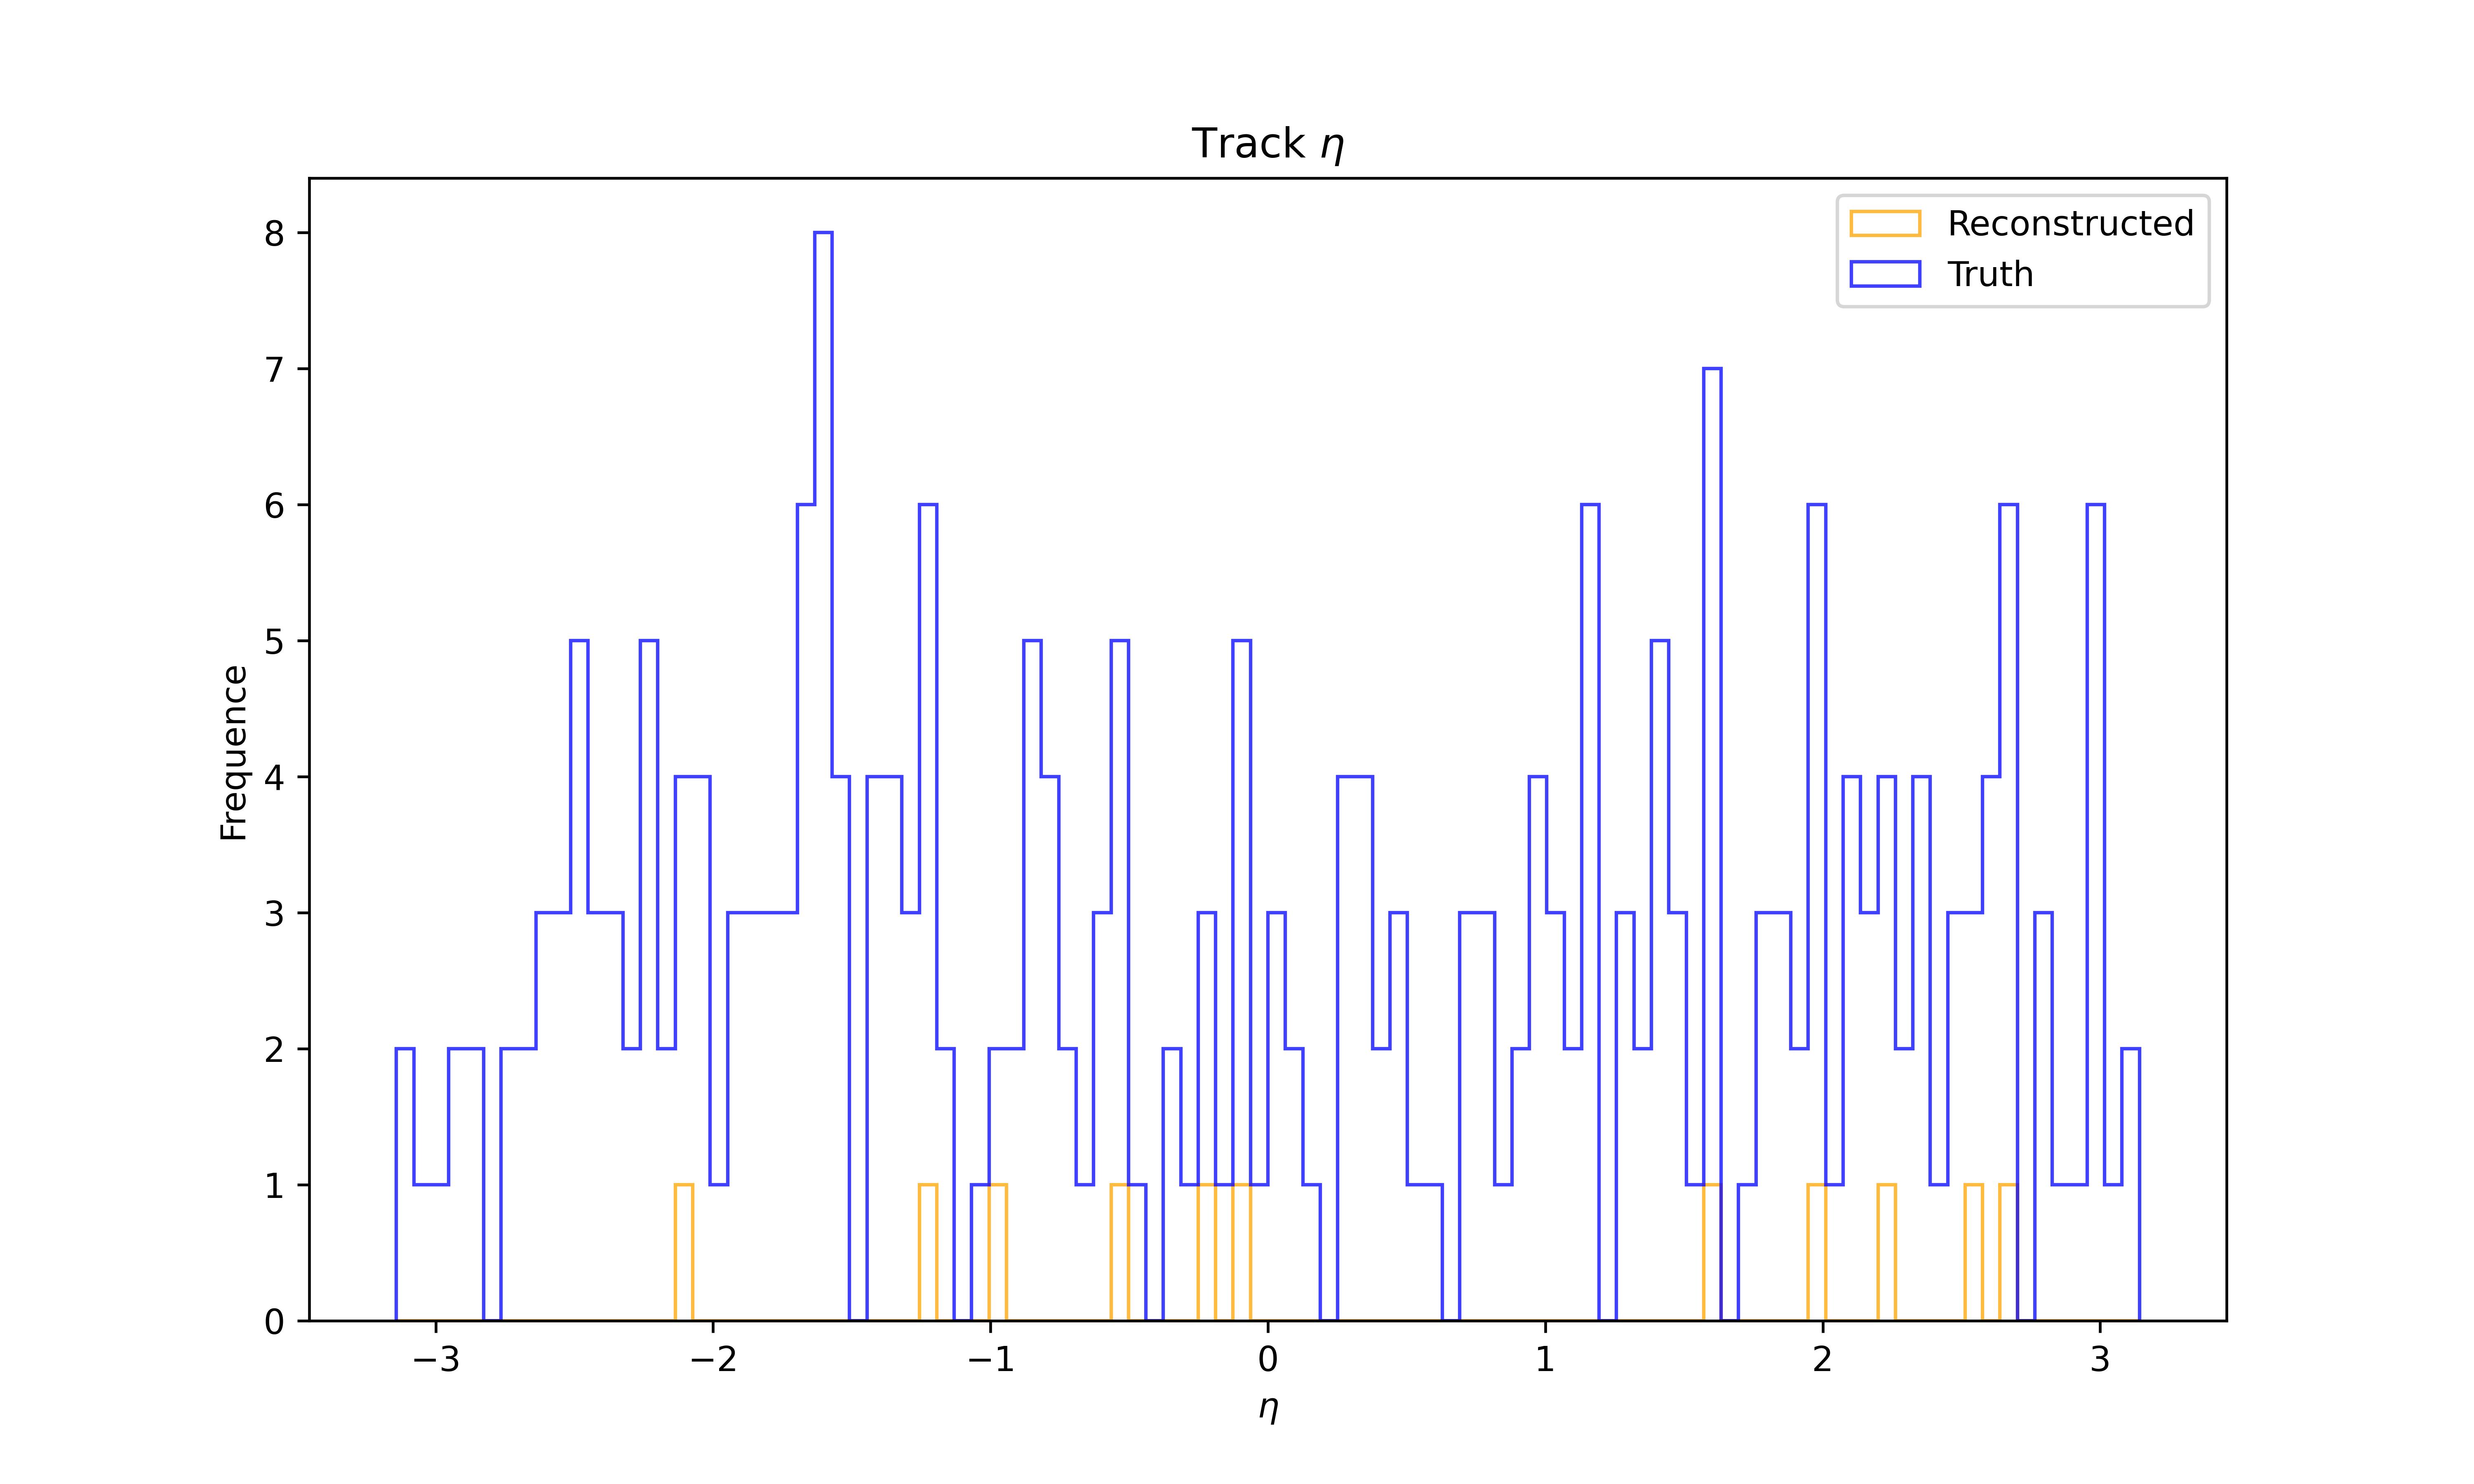 Track η
Reconstructed
Truth
8
7
6
5
4
3
2
1
0
Frequence
−3 −2 −1 0 1 2 3
η